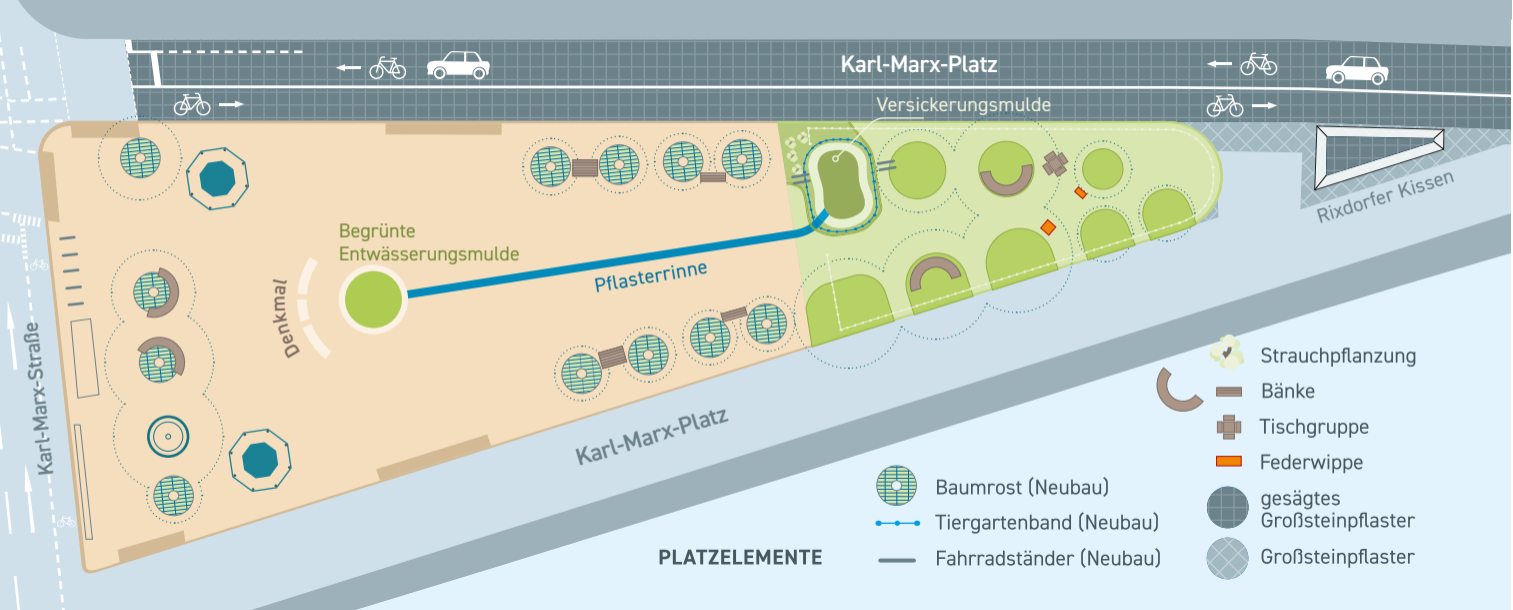 Karl-Marx-Platz
Versickerungsmulde
Rixdorfer Kissen
Begrünte
Entwässerungsmulde
Pflasterrinne
Denkmal
Karl-Marx-Straße
Karl-Marx-Platz
PLATZELEMENTE
Baumrost (Neubau)
Tiergartenband (Neubau)
Fahrradständer (Neubau)
Strauchpflanzung
Bänke
Tischgruppe
Federwippe
gesägtes
Großsteinpflaster
Großsteinpflaster